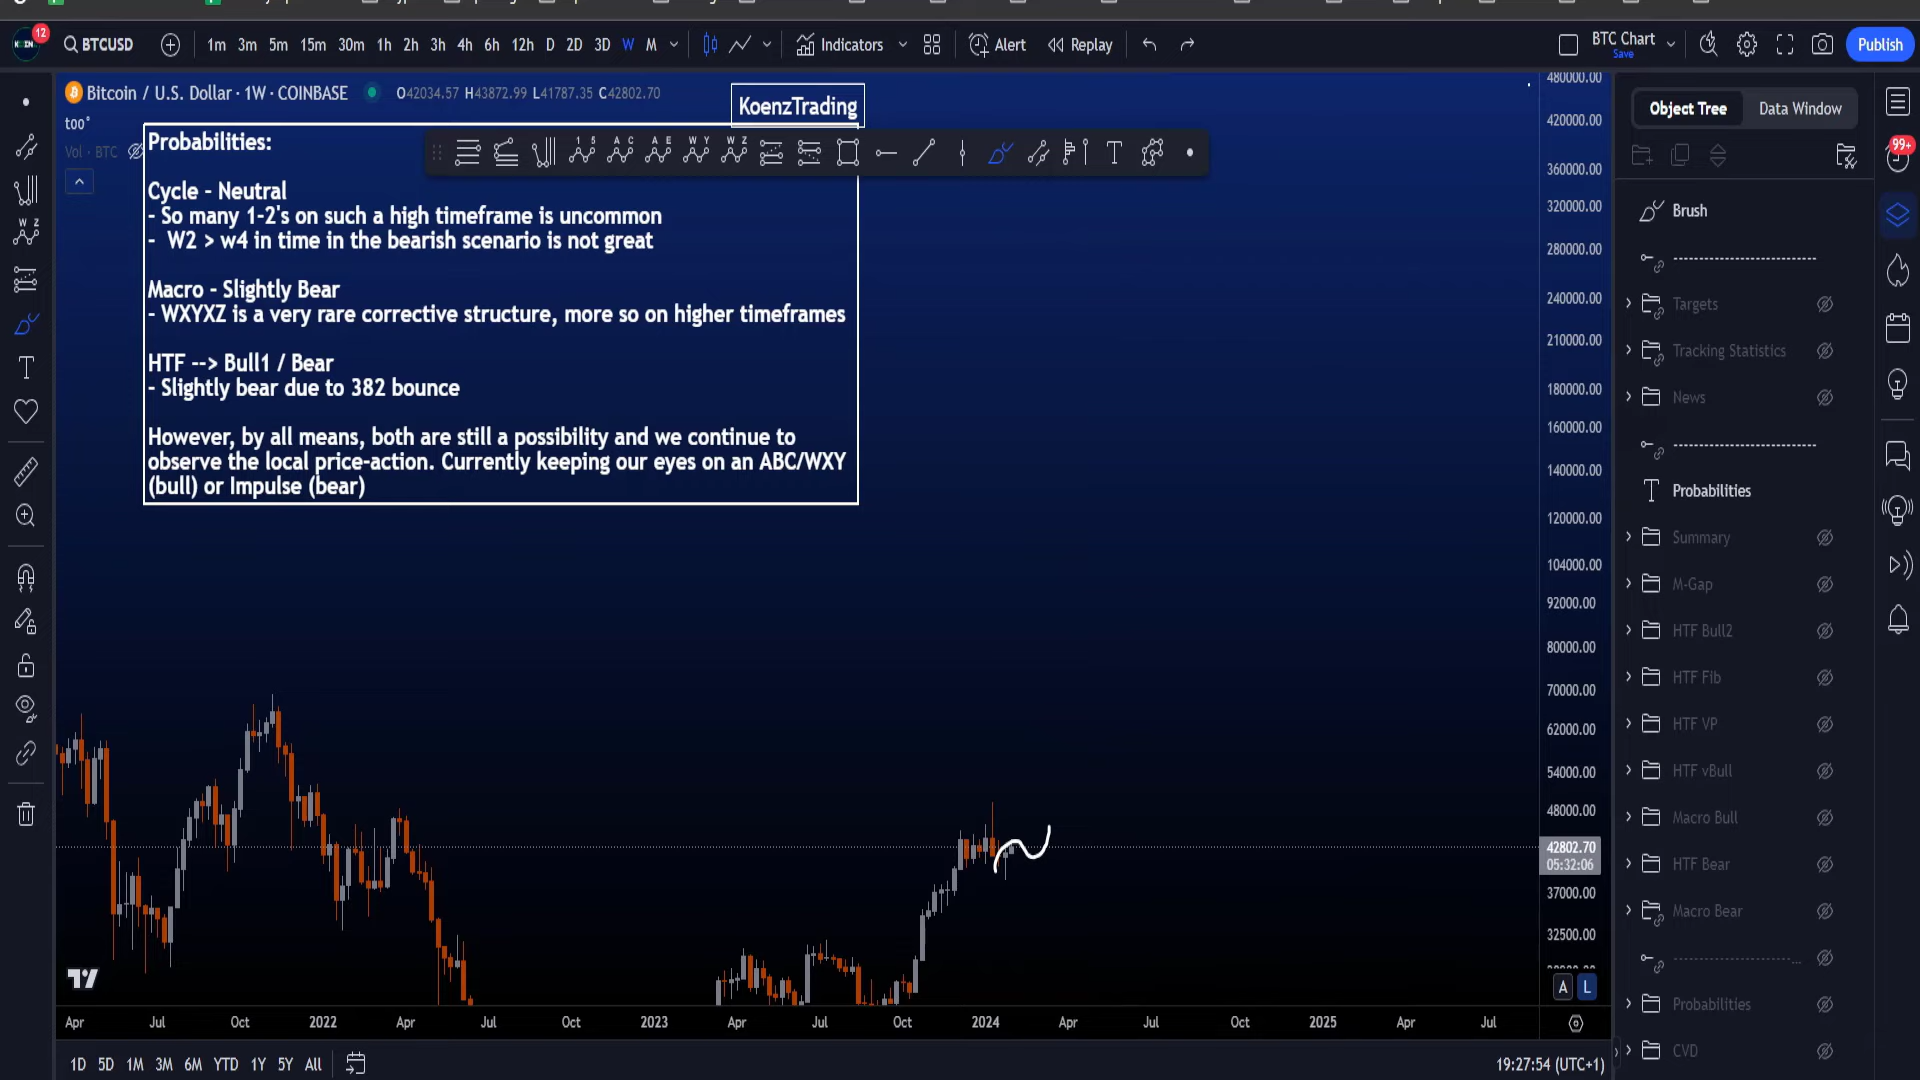 12
BTCUSD
1m 3m 5m 15m 30m 1h 2h 3h 4h 6h 12h D 2D 3D W M
Indicators
Alert
Replay
BTC Chart
Save
Publish
Bitcoin / U.S. Dollar · 1W · COINBASE
O42034.57 H43872.99 L41787.35 C42802.70
too*
Vol · BTC
KoenzTrading
Probabilities:
Cycle - Neutral
- So many 1-2's on such a high timeframe is uncommon
- W2 > w4 in time in the bearish scenario is not great
Macro - Slightly Bear
- WXYXZ is a very rare corrective structure, more so on higher timeframes
HTF --> Bull1 / Bear
- Slightly bear due to 382 bounce
However, by all means, both are still a possibility and we continue to
observe the local price-action. Currently keeping our eyes on an ABC/WXY
(bull) or Impulse (bear)
480000.00
420000.00
360000.00
320000.00
280000.00
240000.00
210000.00
180000.00
160000.00
140000.00
120000.00
104000.00
92000.00
80000.00
70000.00
62000.00
54000.00
48000.00
42802.70
05:32:06
37000.00
32500.00
A L
Apr Jul Oct 2022 Apr Jul Oct 2023 Apr Jul Oct 2024 Apr Jul Oct 2025 Apr Jul
1D 5D 1M 3M 6M YTD 1Y 5Y All
19:27:54 (UTC+1)
Object Tree
Data Window
Brush
-----------------------
Targets
Tracking Statistics
News
-----------------------
Probabilities
Summary
M-Gap
HTF Bull2
HTF Fib
HTF VP
HTF vBull
Macro Bull
HTF Bear
Macro Bear
-----------------------...
Probabilities
CVD
99+